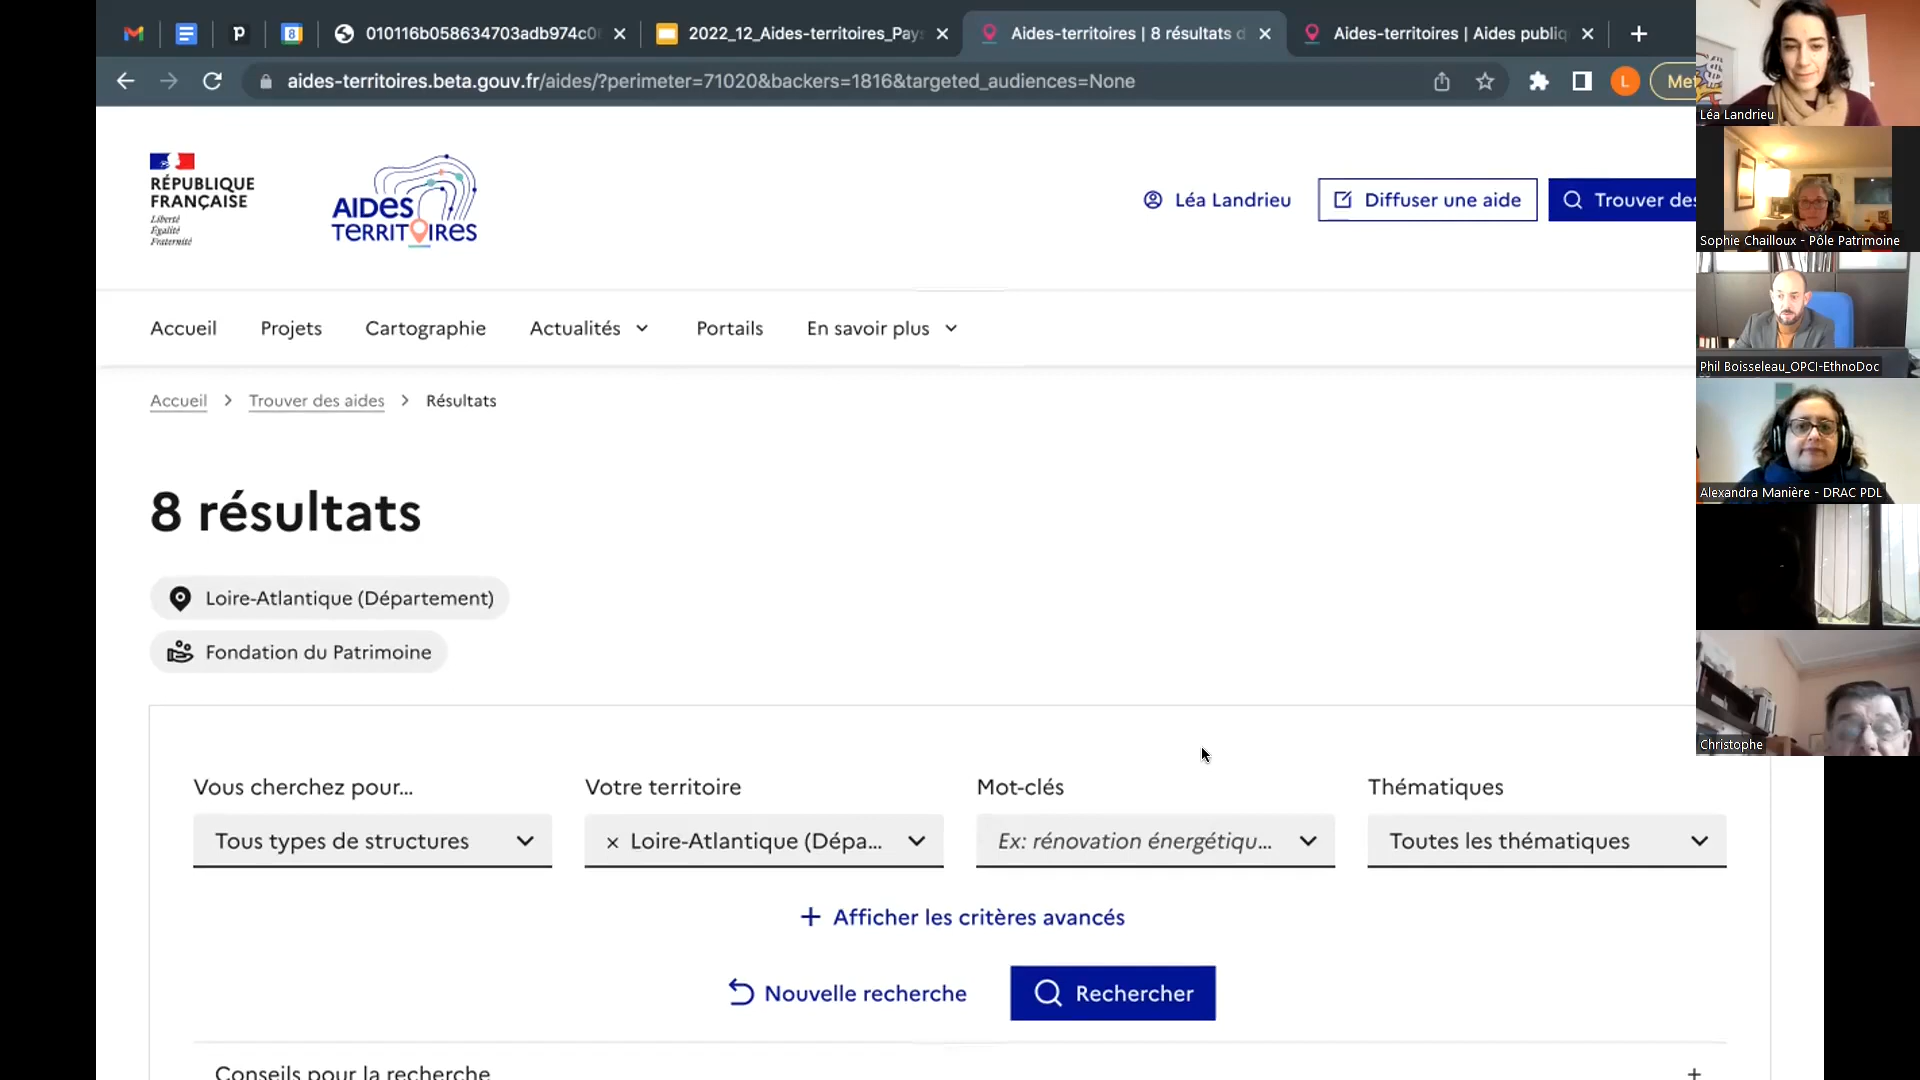 010116b058634703adb974c0
2022_12_Aides-territoires_Pay
Aides-territoires | 8 résultats d
Aides-territoires | Aides publiq
aides-territoires.beta.gouv.fr/aides/?perimeter=71020&backers=1816&targeted_audiences=None
L
Met
RÉPUBLIQUE
FRANÇAISE
Liberté
Égalité
Fraternité
AIDES
TERRITOIRES
Léa Landrieu
Diffuser une aide
Trouver des
Accueil
Projets
Cartographie
Actualités
Portails
En savoir plus
Accueil > Trouver des aides > Résultats
8 résultats
Loire-Atlantique (Département)
Fondation du Patrimoine
Vous cherchez pour...
Votre territoire
Mot-clés
Thématiques
Tous types de structures
× Loire-Atlantique (Dépa...
Ex: rénovation énergétiqu...
Toutes les thématiques
+ Afficher les critères avancés
Nouvelle recherche
Rechercher
Conseils pour la recherche
+
Léa Landrieu
Sophie Chailloux - Pôle Patrimoine
Phil Boisseleau_OPCI-EthnoDoc
Alexandra Manière - DRAC PDL
Christophe